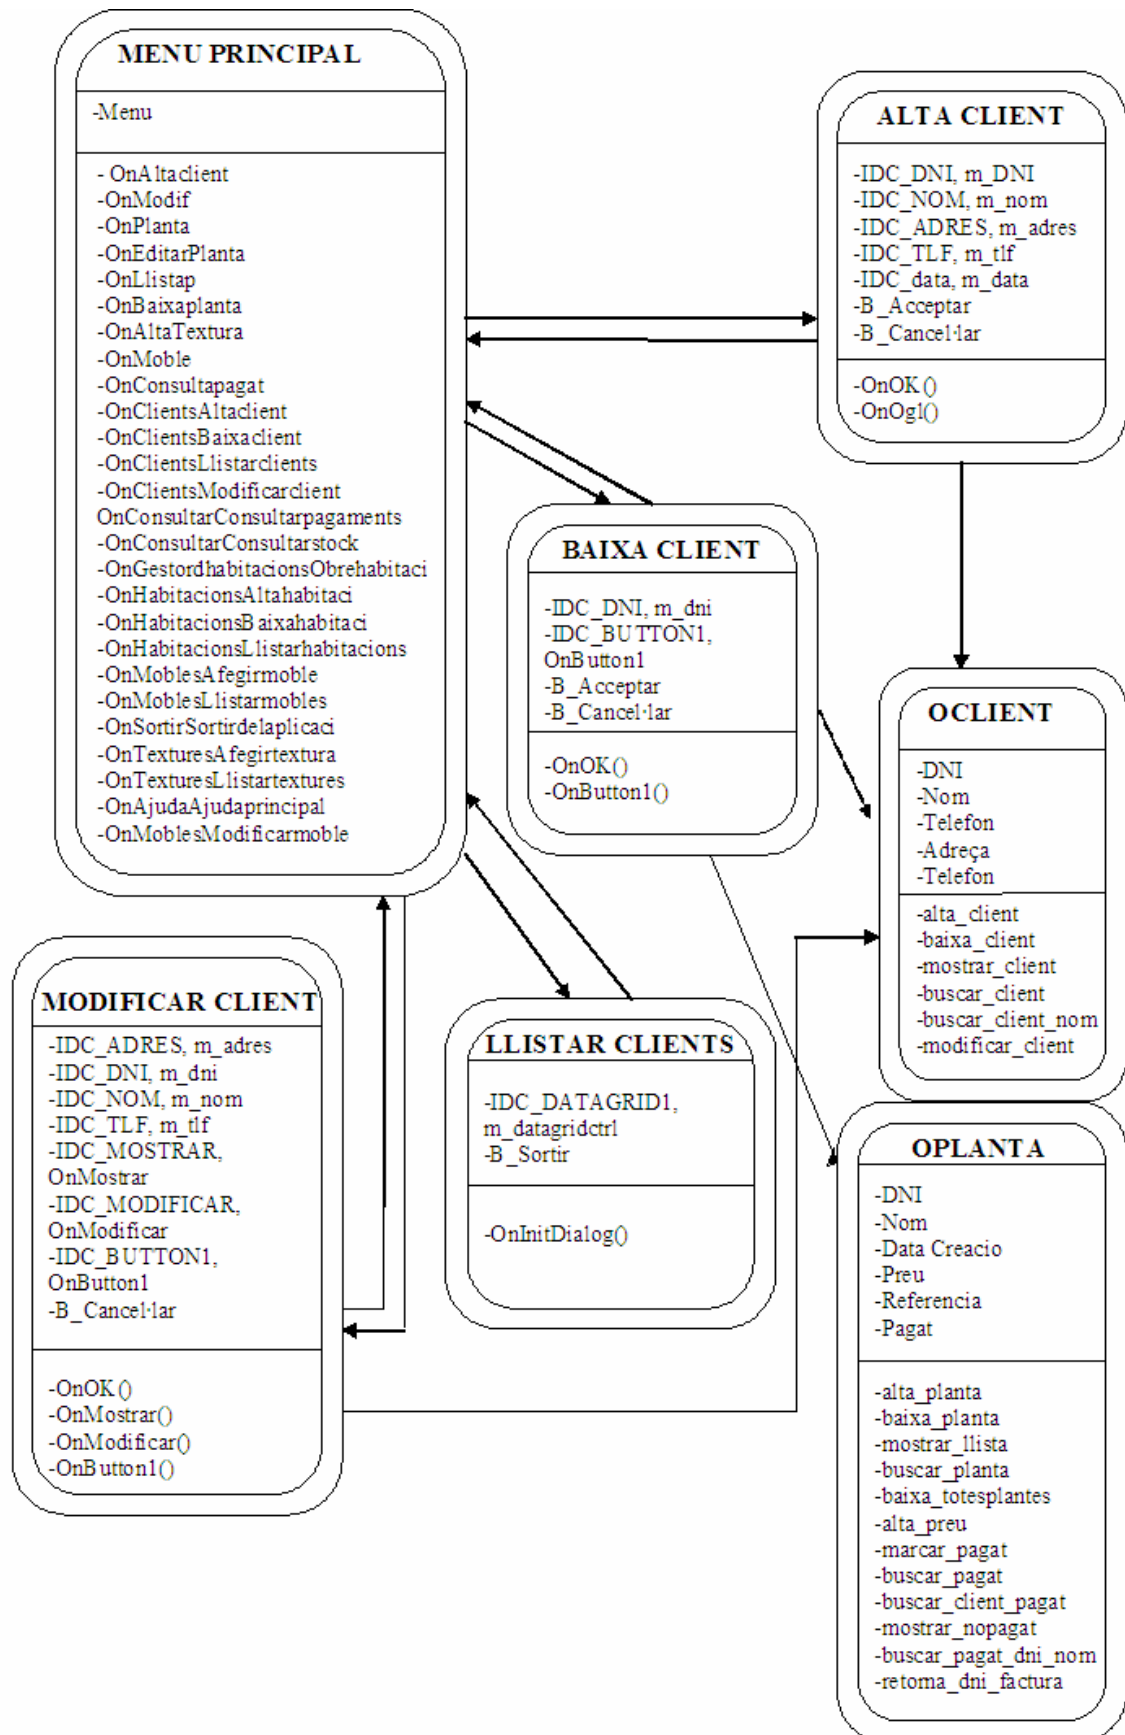 MENU PRINCIPAL
-Menu
- OnAltaclient
-OnModif
-OnPlanta
-OnEditarPlanta
-OnLlistap
-OnBaixaplanta
-OnAltaTextura
-OnMoble
-OnConsultapagat
-OnClientsAltaclient
-OnClientsBaixaclient
-OnClientsLlistarclients
-OnClientsModificarclient
OnConsultarConsultarpagaments
-OnConsultarConsultarstock
-OnGestordhabitacionsObrehabitaci
-OnHabitacionsAltahabitaci
-OnHabitacionsBaixahabitaci
-OnHabitacionsLlistarhabitacions
-OnMoblesAfegirmoble
-OnMoblesLlistarmobles
-OnSortirSortirdelaplicaci
-OnTexturesAfegirtextura
-OnTexturesLlistartextures
-OnAjudaAjudaprincipal
-OnMoblesModificarmoble
ALTA CLIENT
-IDC_DNI, m_DNI
-IDC_NOM, m_nom
-IDC_ADRES, m_adres
-IDC_TLF, m_tlf
-IDC_data, m_data
-B_Acceptar
-B_Cancel·lar
-OnOK()
-OnOgl()
BAIXA CLIENT
-IDC_DNI, m_dni
-IDC_BUTTON1,
OnButton1
-B_Acceptar
-B_Cancel·lar
-OnOK()
-OnButton1()
OCLIENT
-DNI
-Nom
-Telefon
-Adreça
-Telefon
-alta_client
-baixa_client
-mostrar_client
-buscar_client
-buscar_client_nom
-modificar_client
MODIFICAR CLIENT
-IDC_ADRES, m_adres
-IDC_DNI, m_dni
-IDC_NOM, m_nom
-IDC_TLF, m_tlf
-IDC_MOSTRAR,
OnMostrar
-IDC_MODIFICAR,
OnModificar
-IDC_BUTTON1,
OnButton1
-B_Cancel·lar
-OnOK()
-OnMostrar()
-OnModificar()
-OnButton1()
LLISTAR CLIENTS
-IDC_DATAGRID1,
m_datagridctrl
-B_Sortir
-OnInitDialog()
OPLANTA
-DNI
-Nom
-Data Creacio
-Preu
-Referencia
-Pagat
-alta_planta
-baixa_planta
-mostrar_llista
-buscar_planta
-baixa_totesplantes
-alta_preu
-marcar_pagat
-buscar_pagat
-buscar_client_pagat
-mostrar_nopagat
-buscar_pagat_dni_nom
-retorna_dni_factura